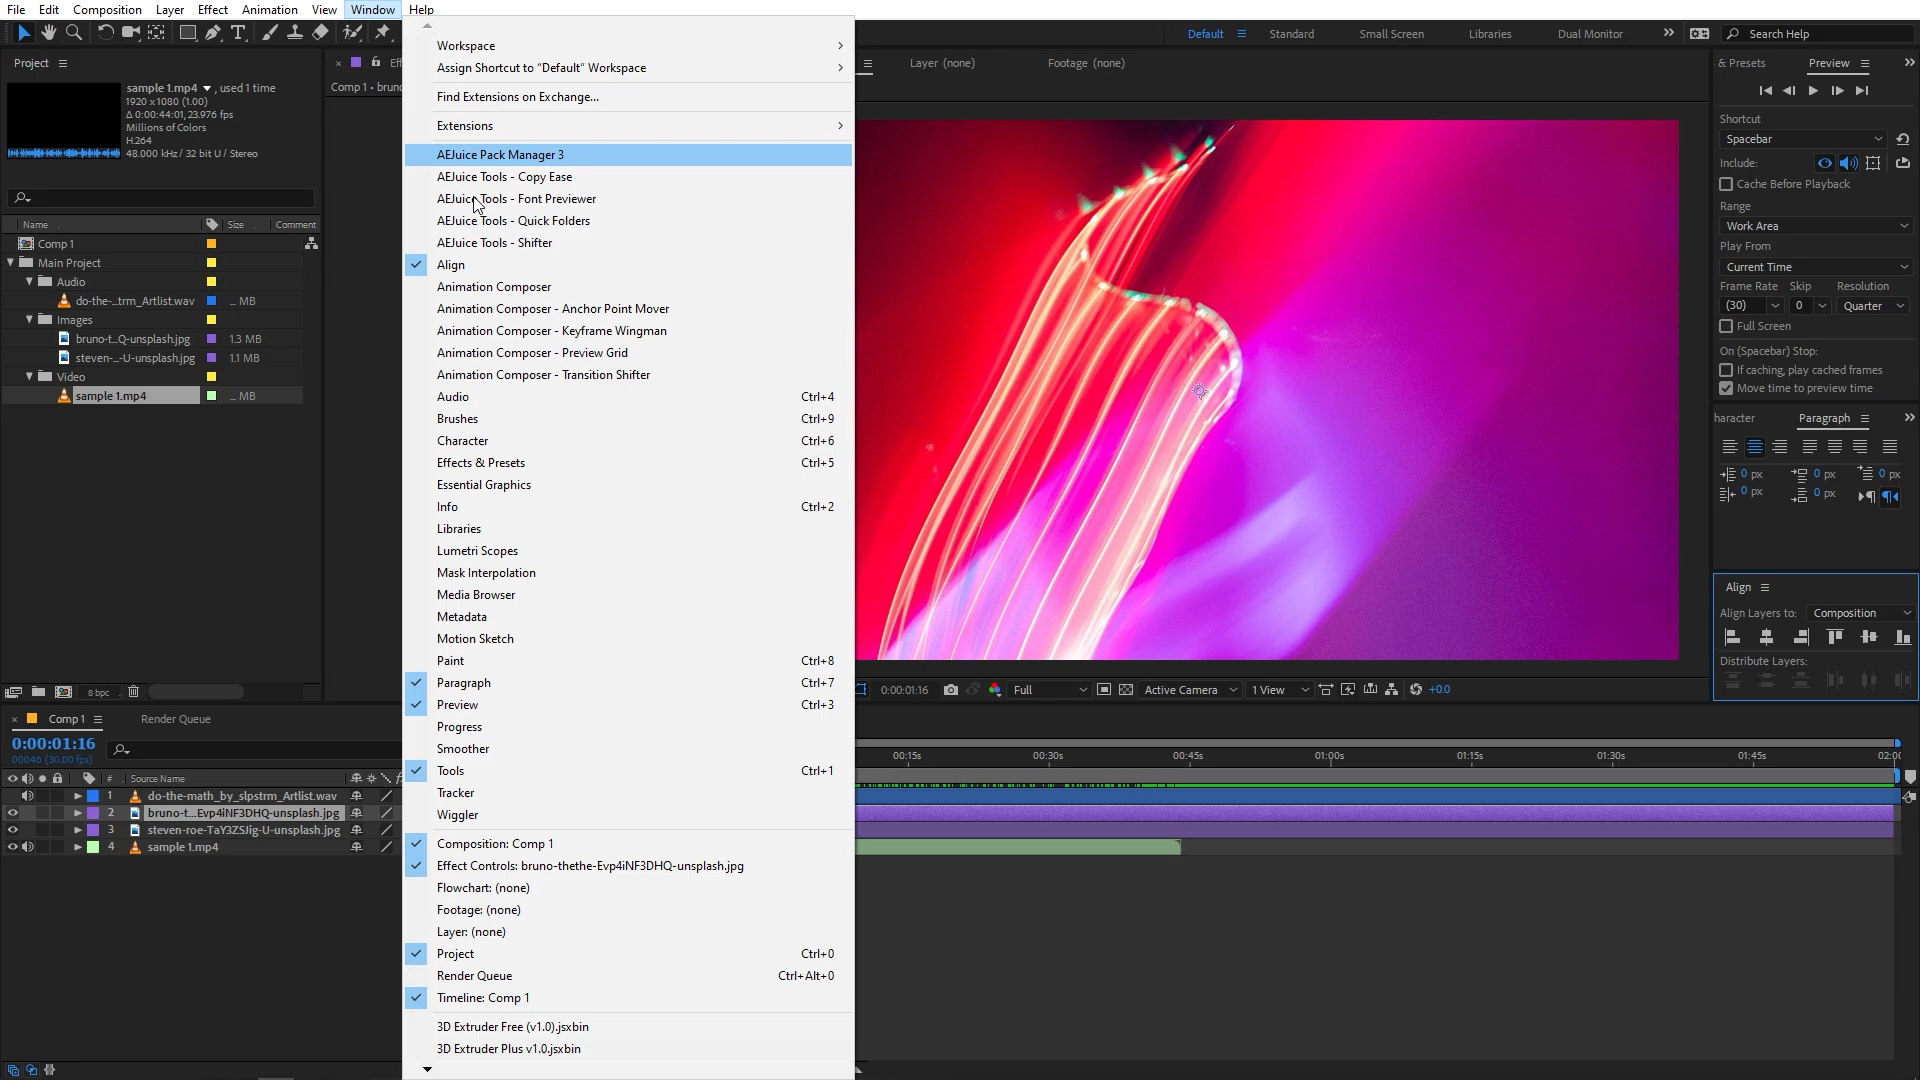 File Edit Composition Layer Effect Animation View Window Help
Default Standard Small Screen Libraries Dual Monitor Search Help
Project
sample 1.mp4 , used 1 time
1920 x 1080 (1.00)
Δ 0:00:44:01, 23.976 fps
Millions of Colors
H.264
48.000 kHz / 32 bit U / Stereo
Name Size Comment
Comp 1
Main Project
Audio
do-the-...trm_Artlist.wav ... MB
Images
bruno-t...Q-unsplash.jpg 1.3 MB
steven-...-U-unsplash.jpg 1.1 MB
Video
sample 1.mp4 ... MB
8 bpc
Comp 1 • bruno
Workspace
Assign Shortcut to "Default" Workspace
Find Extensions on Exchange...
Extensions
AEJuice Pack Manager 3
AEJuice Tools - Copy Ease
AEJuice Tools - Font Previewer
AEJuice Tools - Quick Folders
AEJuice Tools - Shifter
Align
Animation Composer
Animation Composer - Anchor Point Mover
Animation Composer - Keyframe Wingman
Animation Composer - Preview Grid
Animation Composer - Transition Shifter
Audio Ctrl+4
Brushes Ctrl+9
Character Ctrl+6
Effects & Presets Ctrl+5
Essential Graphics
Info Ctrl+2
Libraries
Lumetri Scopes
Mask Interpolation
Media Browser
Metadata
Motion Sketch
Paint Ctrl+8
Paragraph Ctrl+7
Preview Ctrl+3
Progress
Smoother
Tools Ctrl+1
Tracker
Wiggler
Composition: Comp 1
Effect Controls: bruno-thethe-Evp4iNF3DHQ-unsplash.jpg
Flowchart: (none)
Footage: (none)
Layer: (none)
Project Ctrl+0
Render Queue Ctrl+Alt+0
Timeline: Comp 1
3D Extruder Free (v1.0).jsxbin
3D Extruder Plus v1.0.jsxbin
Layer (none) Footage (none)
0:00:01:16 Full Active Camera 1 View +0.0
& Presets Preview
Shortcut
Spacebar
Include:
Cache Before Playback
Range
Work Area
Play From
Current Time
Frame Rate Skip Resolution
(30) 0 Quarter
Full Screen
On (Spacebar) Stop:
If caching, play cached frames
Move time to preview time
haracter Paragraph
0 px 0 px 0 px
0 px 0 px
Align
Align Layers to: Composition
Distribute Layers:
Comp 1 Render Queue
0:00:01:16
00046 (30.00 fps)
# Source Name
1 do-the-math_by_slpstrm_Artlist.wav
2 bruno-t...Evp4iNF3DHQ-unsplash.jpg
3 steven-roe-TaY3ZSJig-U-unsplash.jpg
4 sample 1.mp4
00:15s 00:30s 00:45s 01:00s 01:15s 01:30s 01:45s 02:00